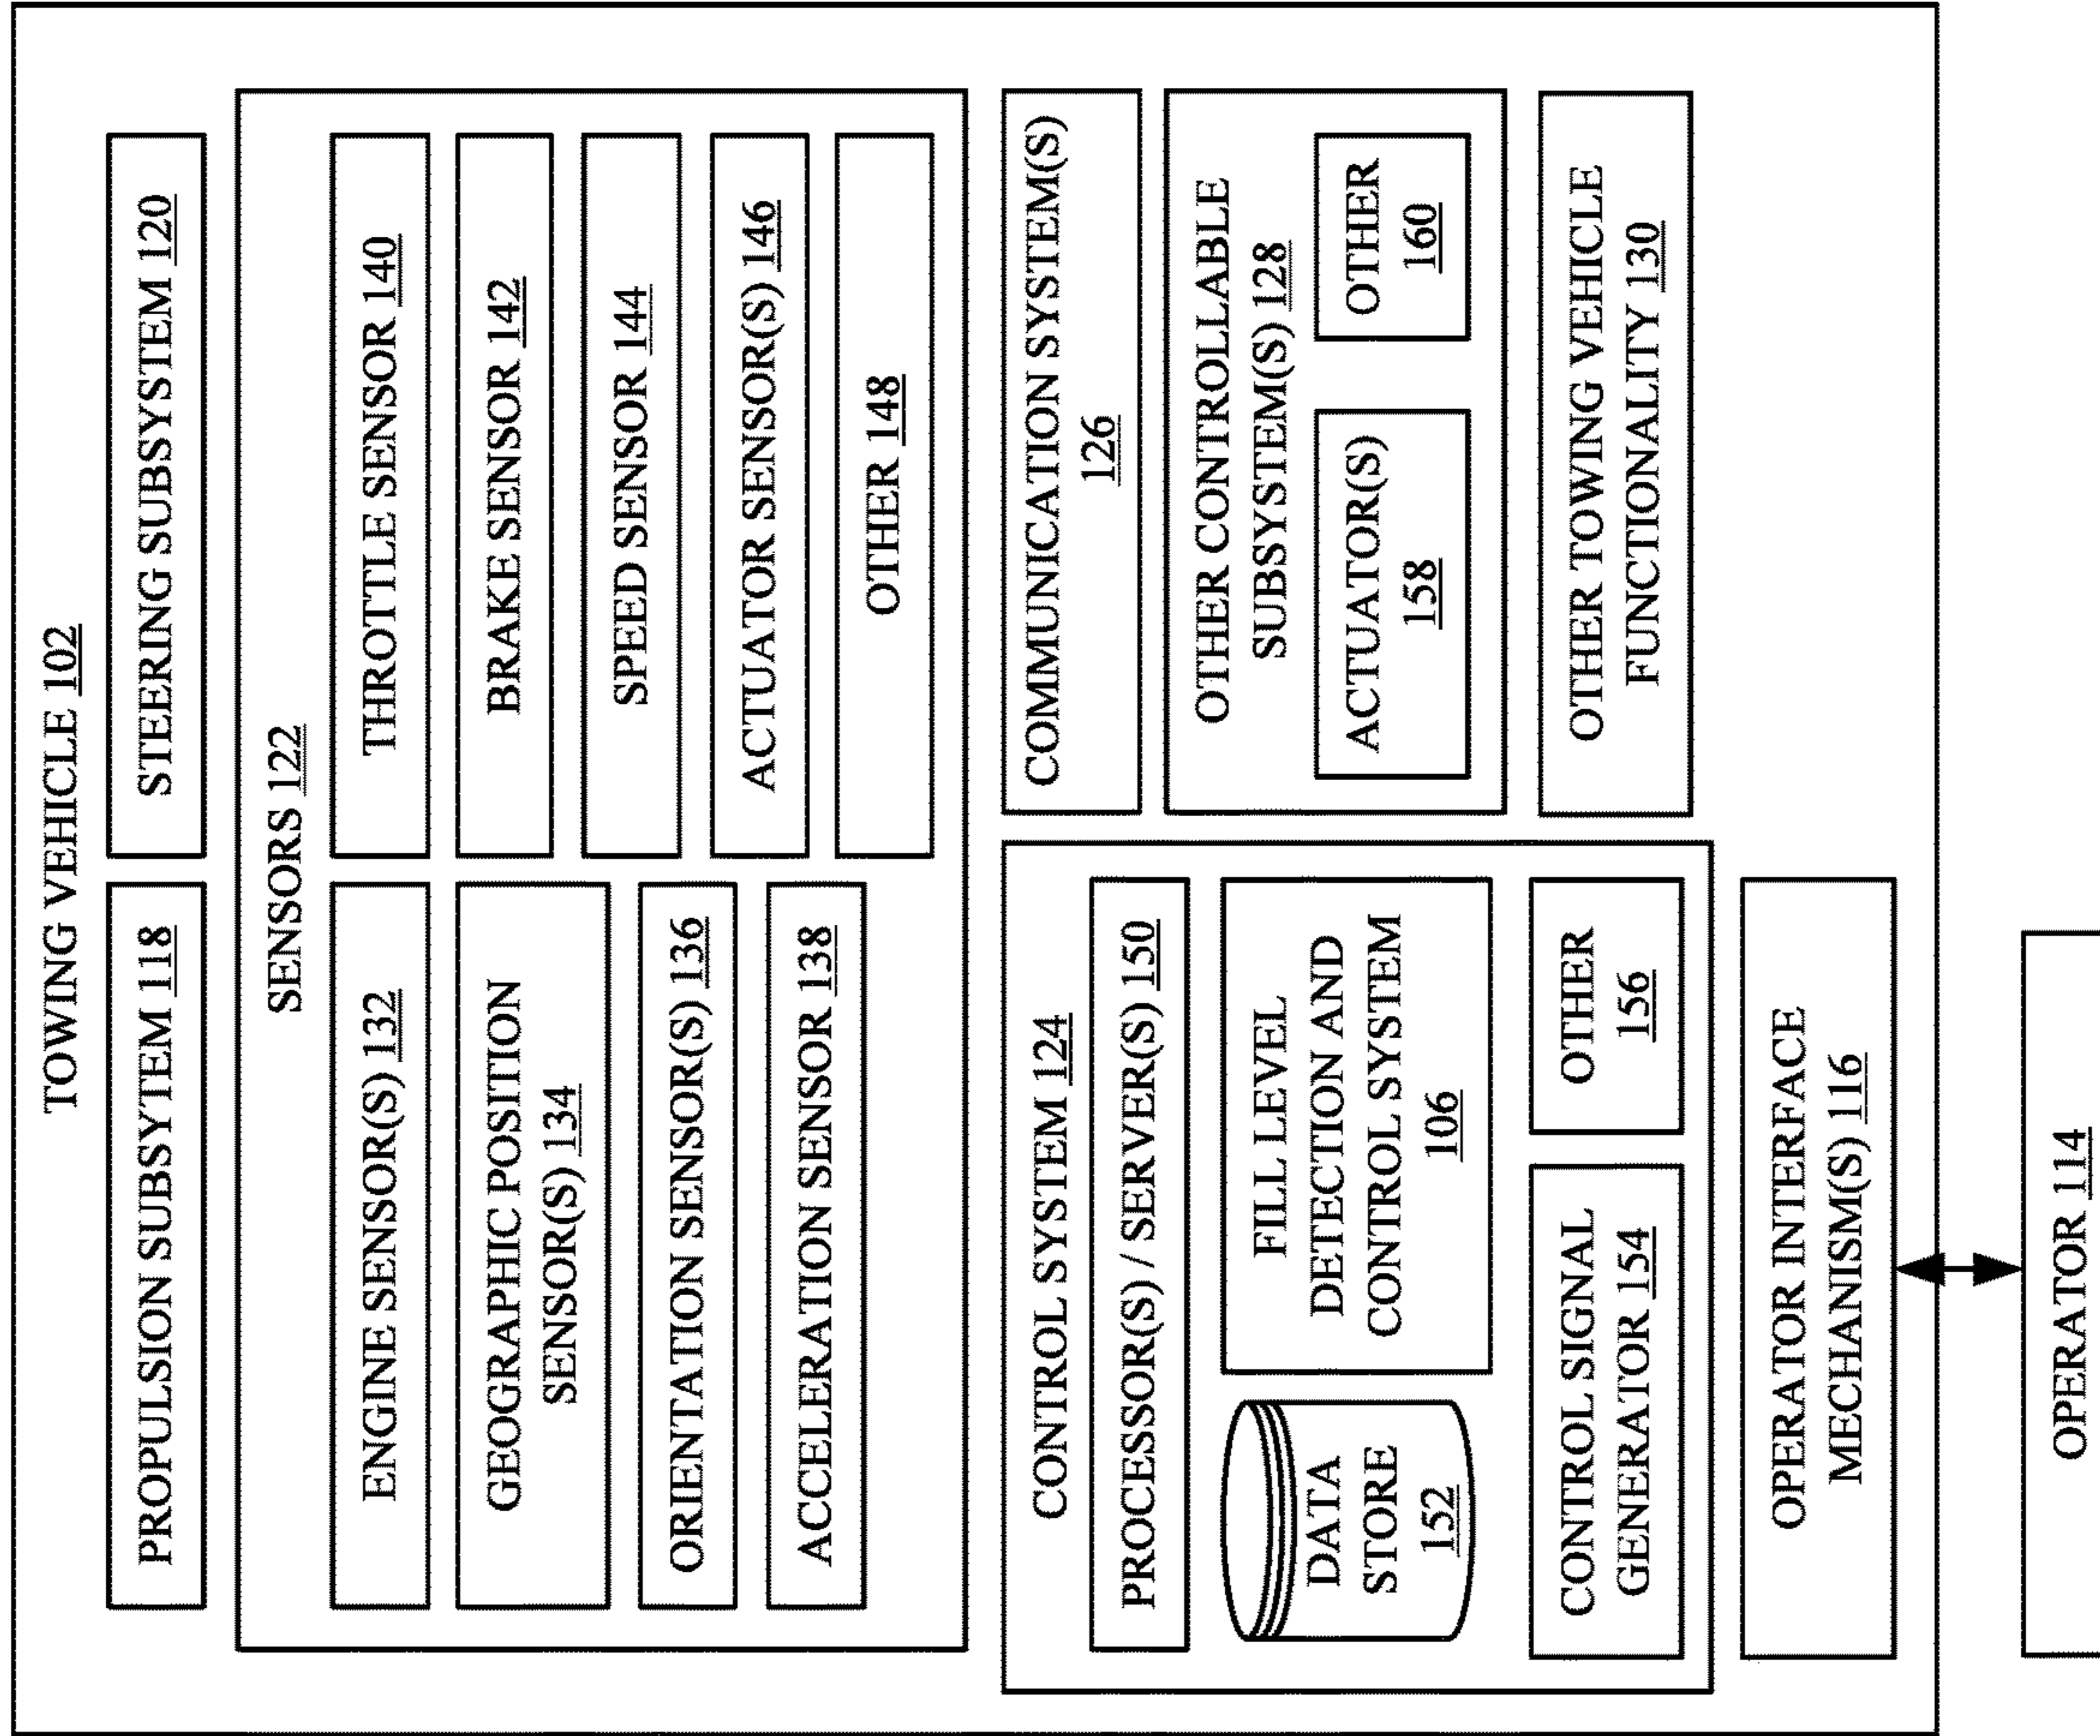 TOWING VEHICLE 102
PROPULSION SUBSYTEM 118
STEERING SUBSYSTEM 120
SENSORS 122
ENGINE SENSOR(S) 132
GEOGRAPHIC POSITION
SENSOR(S) 134
ORIENTATION SENSOR(S) 136
ACCELERATION SENSOR 138
THROTTLE SENSOR 140
BRAKE SENSOR 142
SPEED SENSOR 144
ACTUATOR SENSOR(S) 146
OTHER 148
CONTROL SYSTEM 124
PROCESSOR(S) / SERVER(S) 150
DATA
STORE
152
FILL LEVEL
DETECTION AND
CONTROL SYSTEM
106
CONTROL SIGNAL
GENERATOR 154
OTHER
156
COMMUNICATION SYSTEM(S)
126
OTHER CONTROLLABLE
SUBSYSTEM(S) 128
ACTUATOR(S)
158
OTHER
160
OTHER TOWING VEHICLE
FUNCTIONALITY 130
OPERATOR INTERFACE
MECHANISM(S) 116
OPERATOR 114